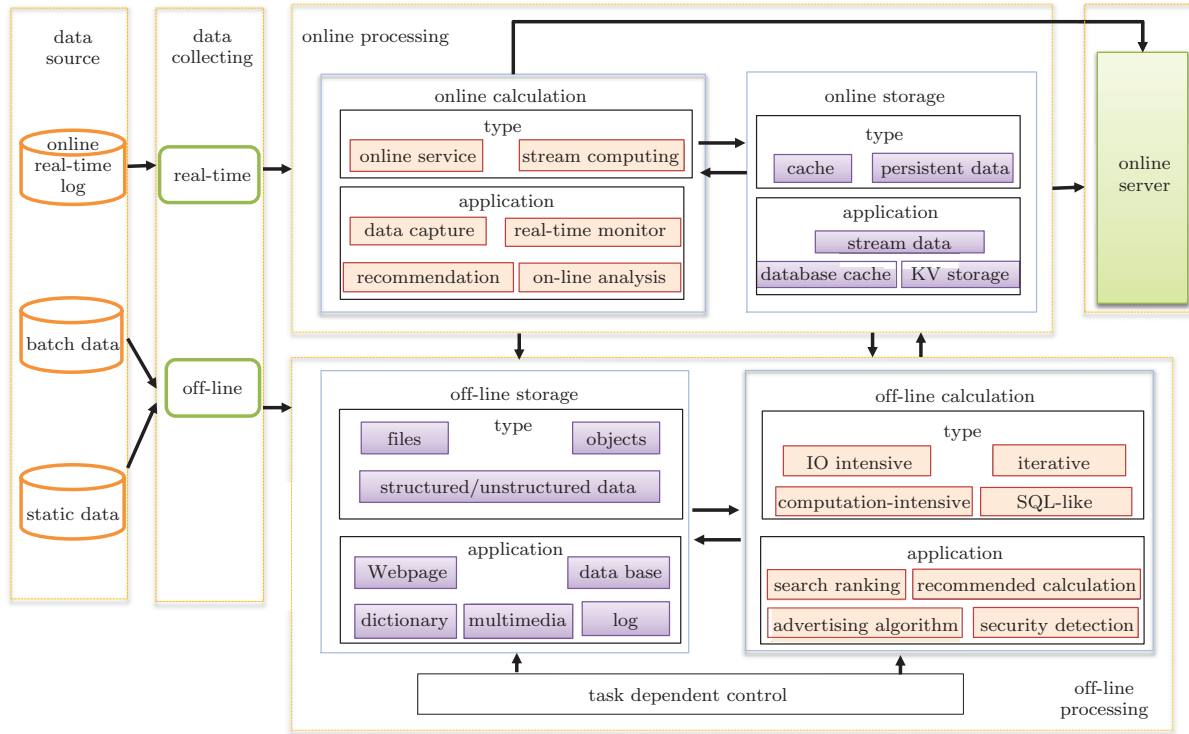 data
source
online
real-time
log
batch data
static data
data
collecting
real-time
off-line
online processing
online calculation
type
online service
stream computing
application
data capture
real-time monitor
recommendation
on-line analysis
online storage
type
cache
persistent data
application
stream data
database cache
KV storage
online
server
off-line storage
type
files
objects
structured/unstructured data
application
Webpage
data base
dictionary
multimedia
log
off-line calculation
type
IO intensive
iterative
computation-intensive
SQL-like
application
search ranking
recommended calculation
advertising algorithm
security detection
task dependent control
off-line
processing